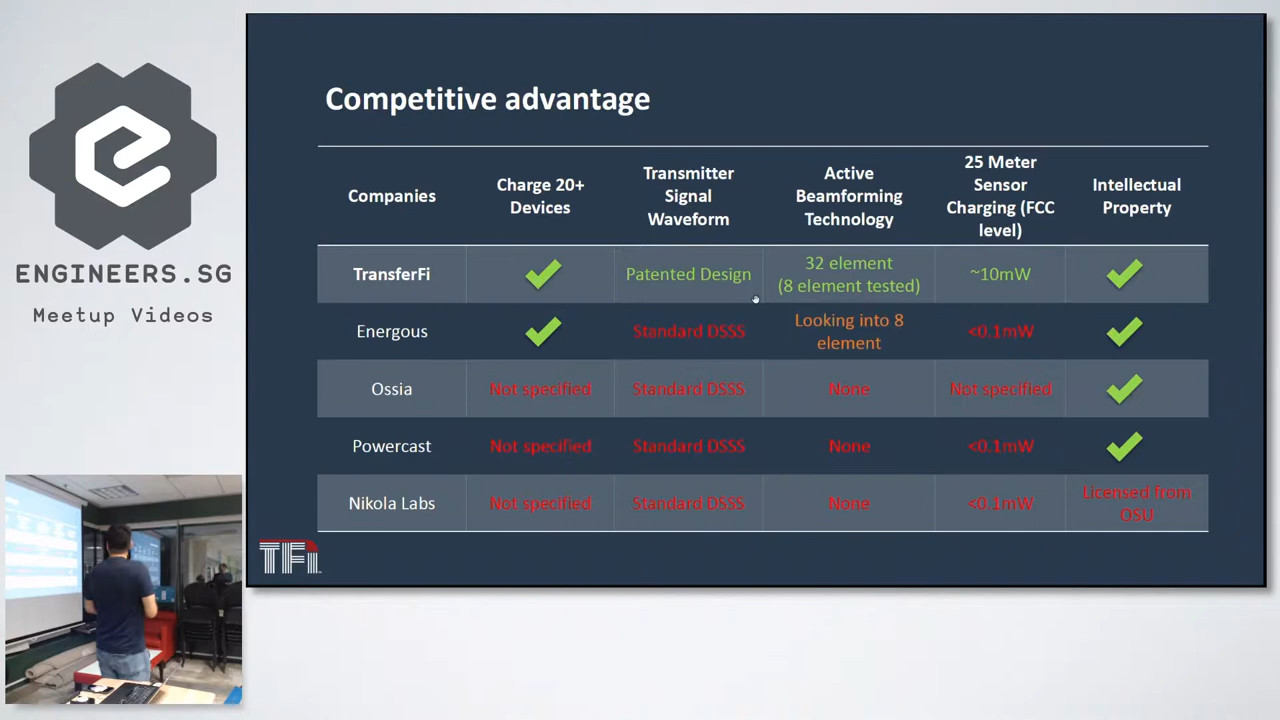 ENGINEERS.SG
Meetup Videos
Competitive advantage
Companies
Charge 20+
Devices
Transmitter
Signal
Waveform
Active
Beamforming
Technology
25 Meter
Sensor
Charging (FCC
level)
Intellectual
Property
TransferFi
Patented Design
32 element
(8 element tested)
~10mW
Energous
Standard DSSS
Looking into 8
element
<0.1mW
Ossia
Not specified
Standard DSSS
None
Not specified
Powercast
Not specified
Standard DSSS
None
<0.1mW
Nikola Labs
Not specified
Standard DSSS
None
<0.1mW
Licensed from
OSU
TFi